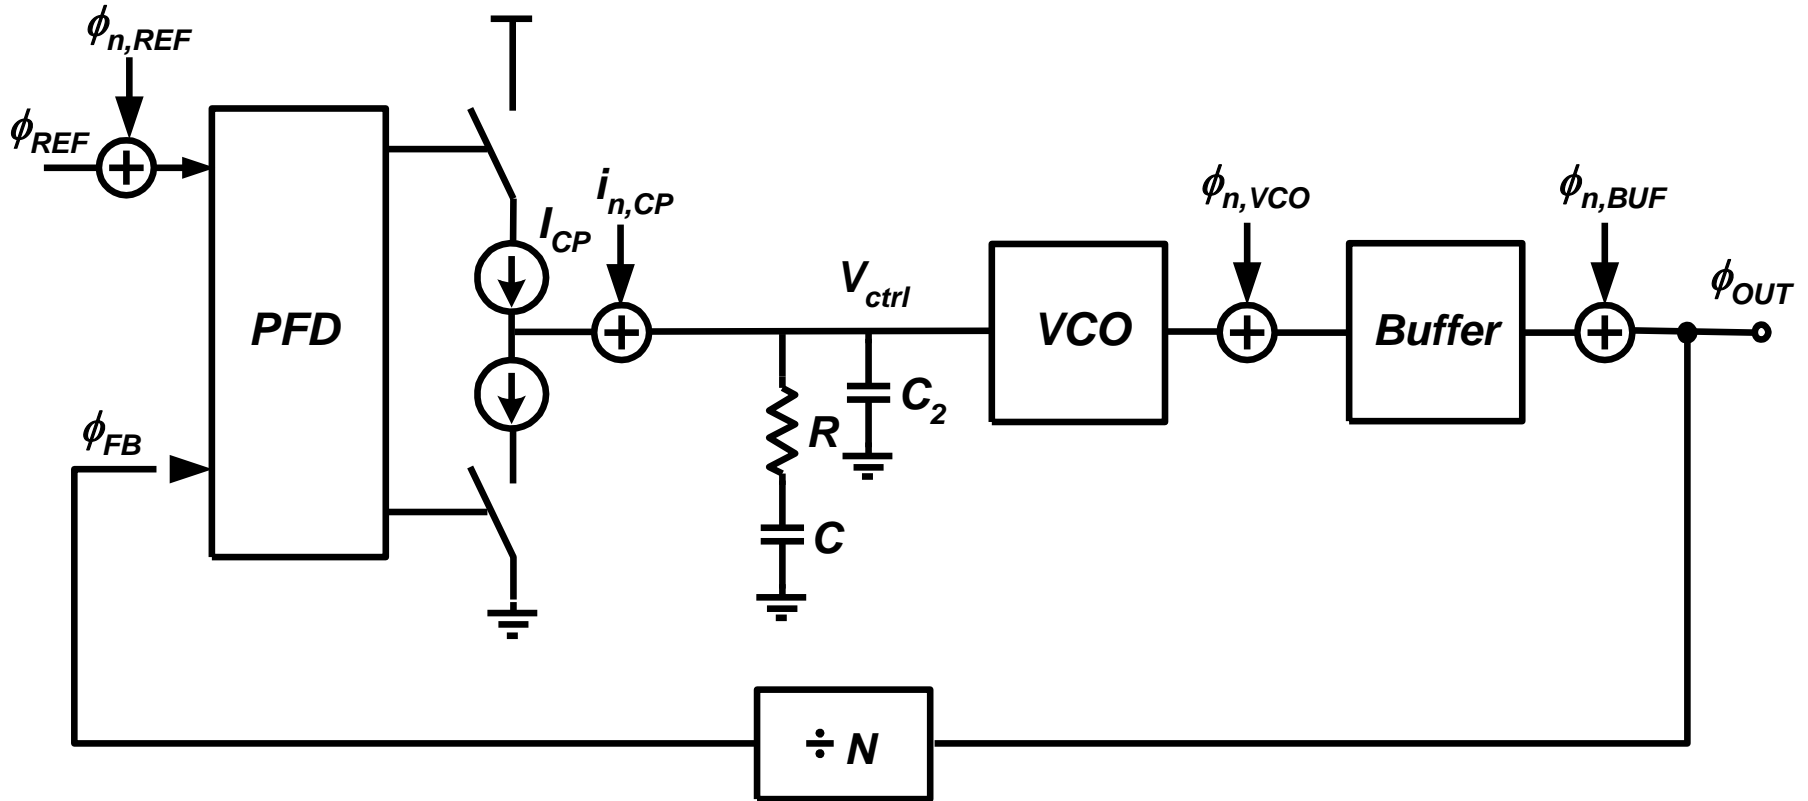 ϕn,REF
ϕREF
PFD
ICP
in,CP
Vctrl
VCO
ϕn,VCO
Buffer
ϕn,BUF
ϕOUT
ϕFB
R
C2
C
÷ N